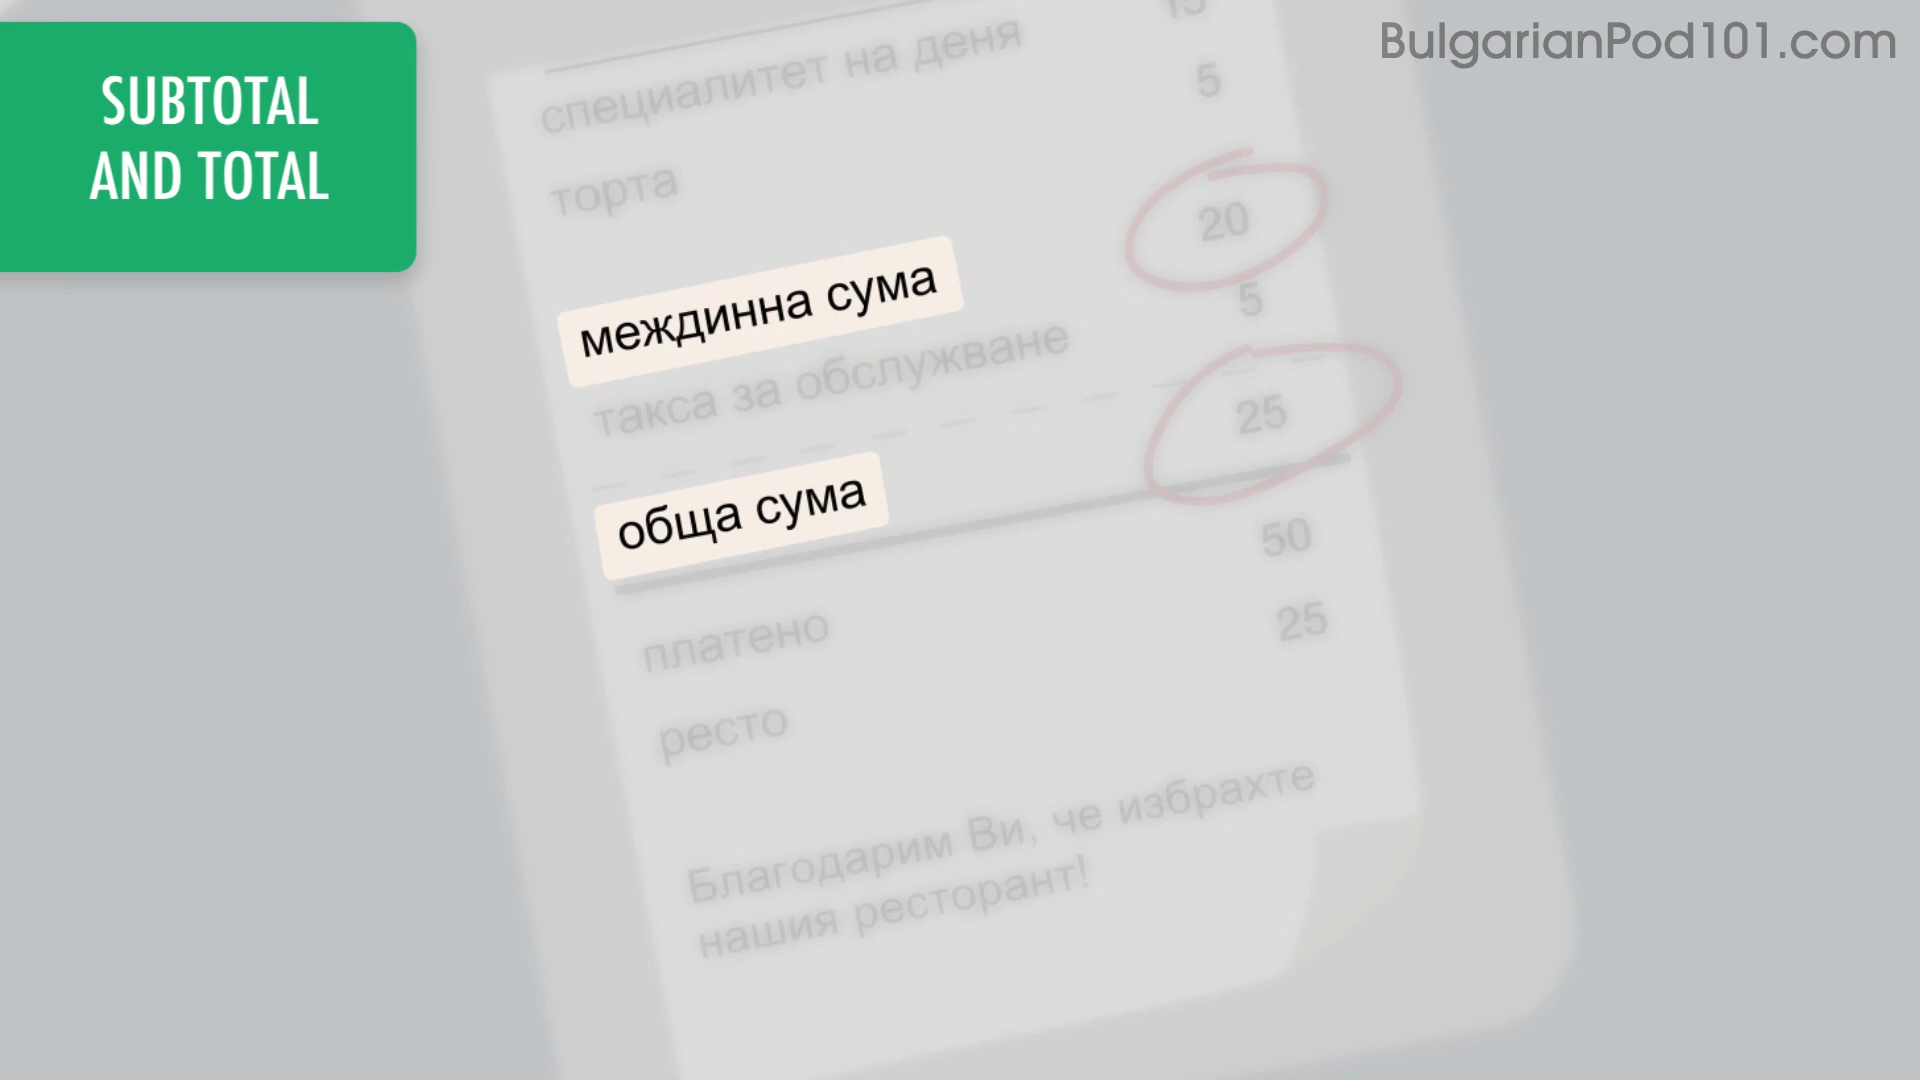 SUBTOTAL
AND TOTAL
BulgarianPod101.com
15
специалитет на деня
5
торта
20
междинна сума
5
такса за обслужване
25
обща сума
50
платено
25
ресто
Благодарим Ви, че избрахте
нашия ресторант!